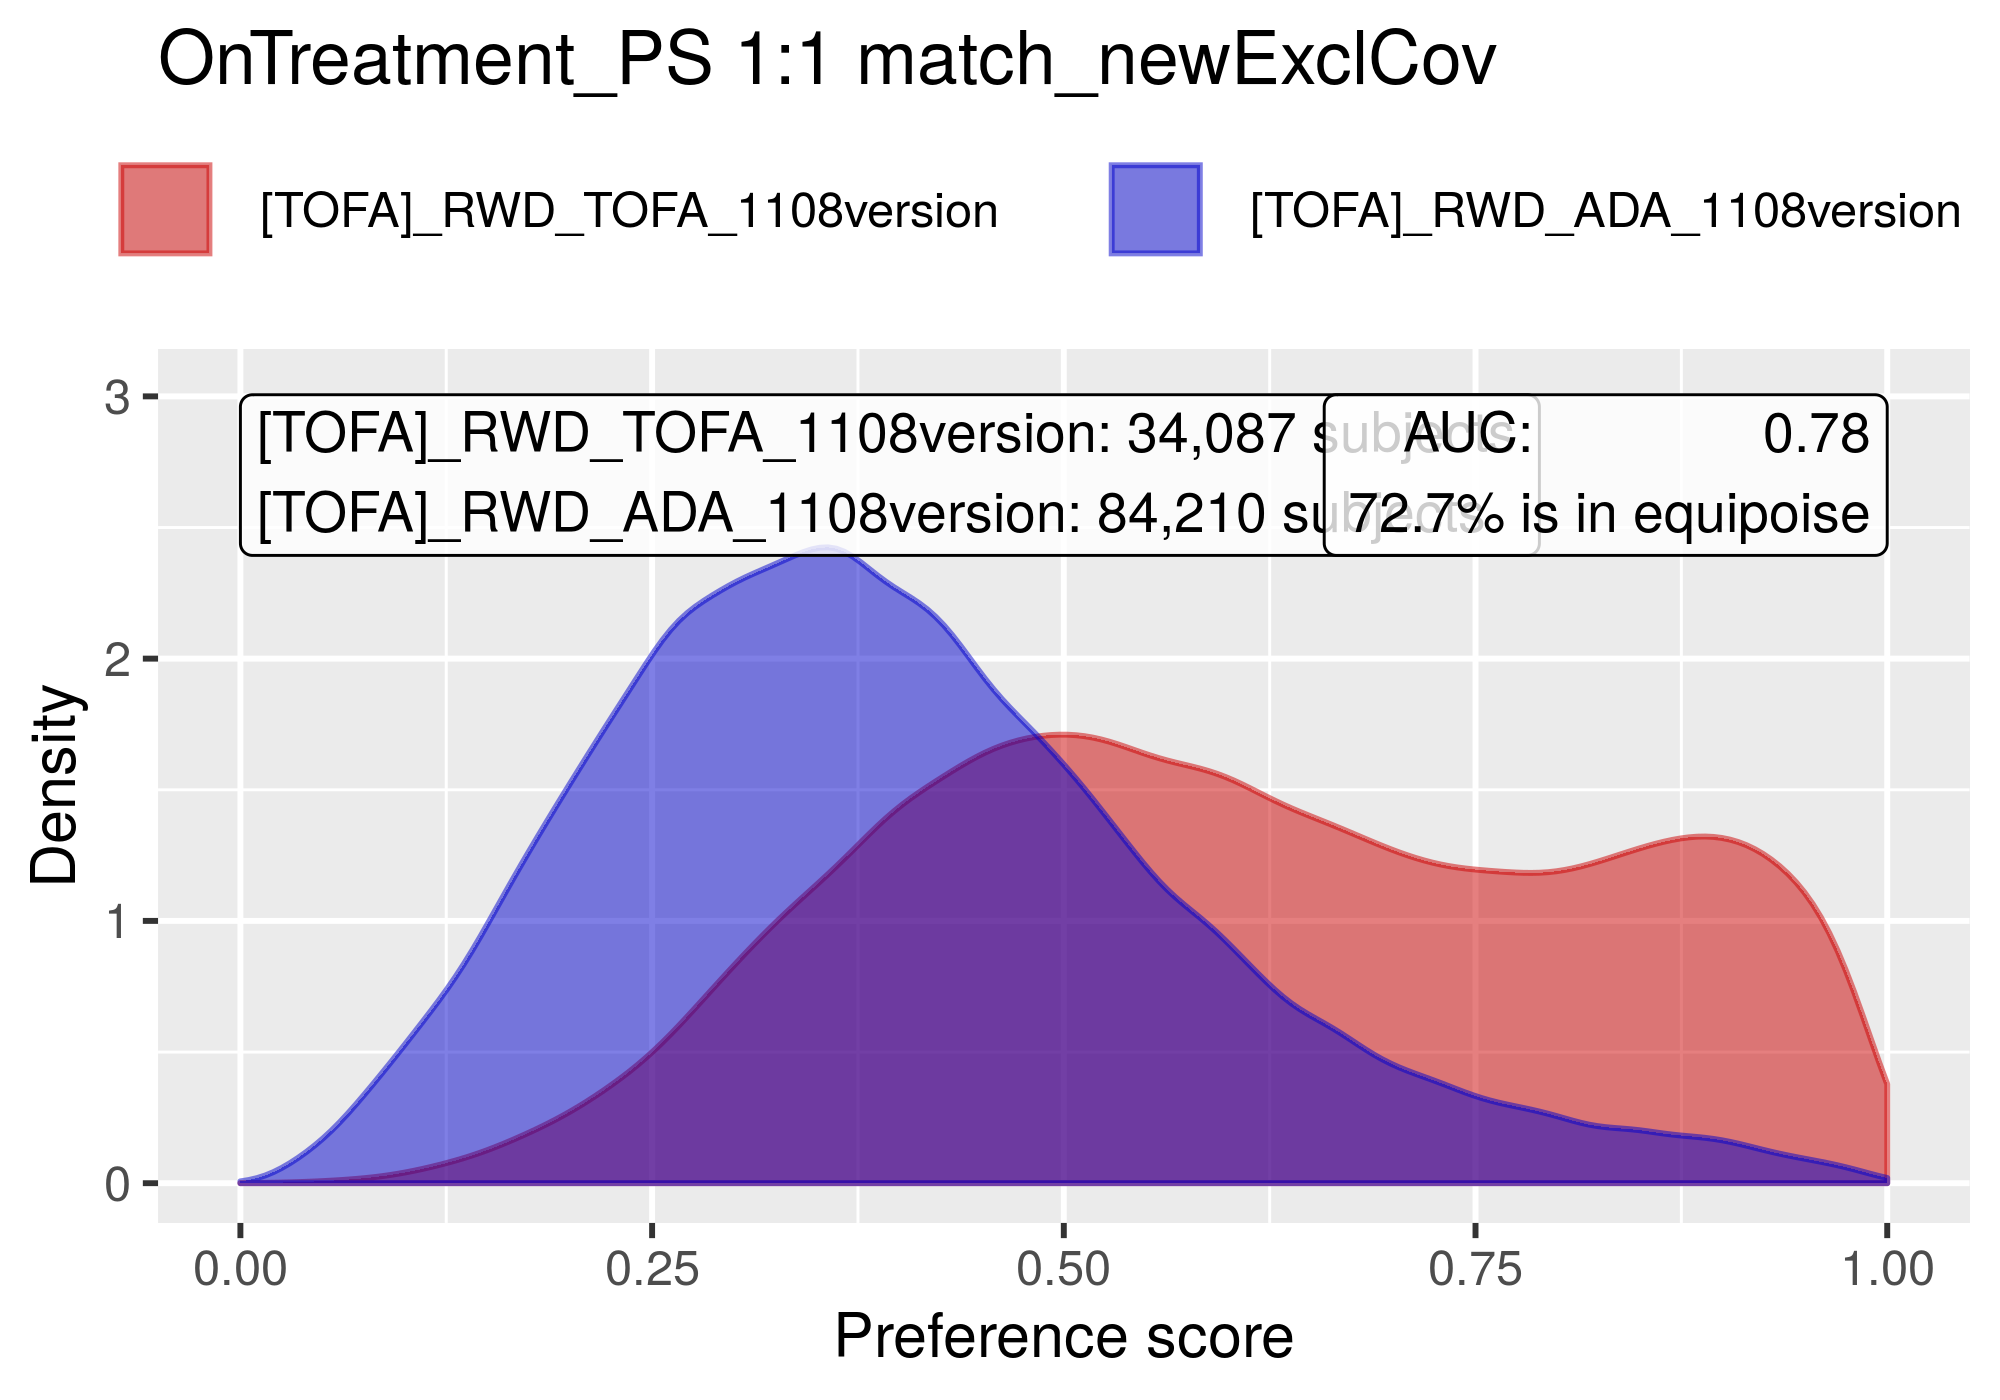 OnTreatment_PS 1:1 match_newExclCov
[TOFA]_RWD_TOFA_1108version
[TOFA]_RWD_ADA_1108version
[TOFA]_RWD_TOFA_1108version: 34,087 subjects
[TOFA]_RWD_ADA_1108version: 84,210 subjects
AUC: 0.78
72.7% is in equipoise
Density
3
2
1
0
0.00 0.25 0.50 0.75 1.00
Preference score